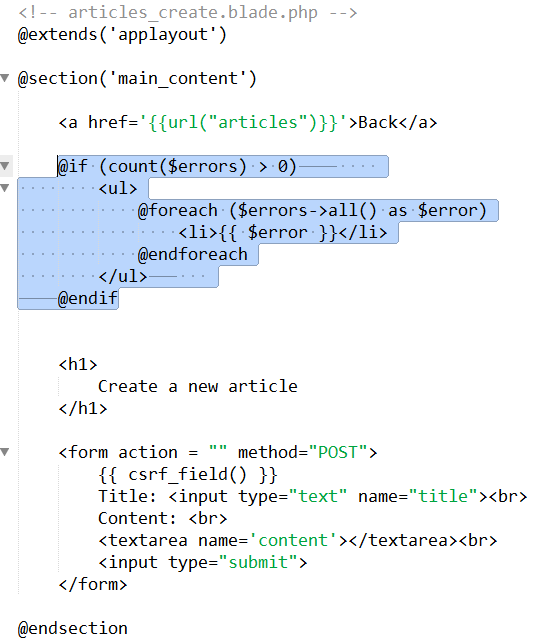 <!-- articles_create.blade.php -->
@extends('applayout')
@section('main_content')
<a href='{{url("articles")}}'>Back</a>
@if (count($errors) > 0)
<ul>
@foreach ($errors->all() as $error)
<li>{{ $error }}</li>
@endforeach
</ul>
@endif
<h1>
Create a new article
</h1>
<form action = "" method="POST">
{{ csrf_field() }}
Title: <input type="text" name="title"><br>
Content: <br>
<textarea name='content'></textarea><br>
<input type="submit">
</form>
@endsection